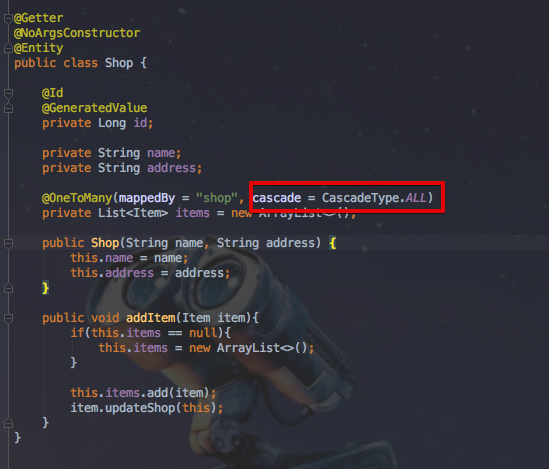 @Getter
@NoArgsConstructor
@Entity
public class Shop {
@Id
@GeneratedValue
private Long id;
private String name;
private String address;
@OneToMany(mappedBy = "shop", cascade = CascadeType.ALL)
private List<Item> items = new ArrayList<>();
public Shop(String name, String address) {
this.name = name;
this.address = address;
}
public void addItem(Item item){
if(this.items == null){
this.items = new ArrayList<>();
}
this.items.add(item);
item.updateShop(this);
}
}